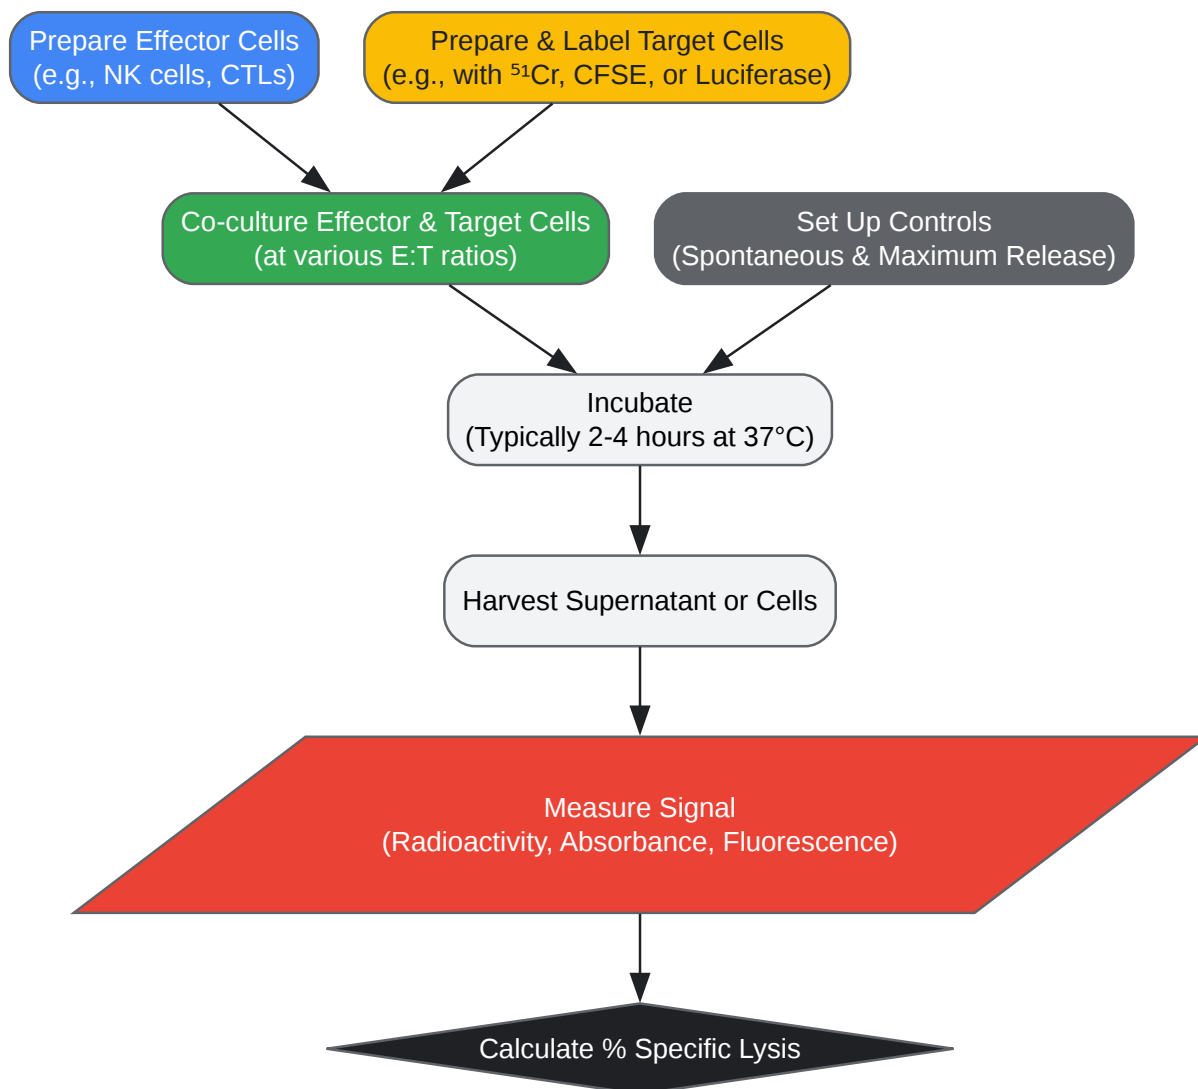 Prepare Effector Cells
(e.g., NK cells, CTLs)
Prepare & Label Target Cells
(e.g., with ⁵¹Cr, CFSE, or Luciferase)
Co-culture Effector & Target Cells
(at various E:T ratios)
Set Up Controls
(Spontaneous & Maximum Release)
Incubate
(Typically 2-4 hours at 37°C)
Harvest Supernatant or Cells
Measure Signal
(Radioactivity, Absorbance, Fluorescence)
Calculate % Specific Lysis